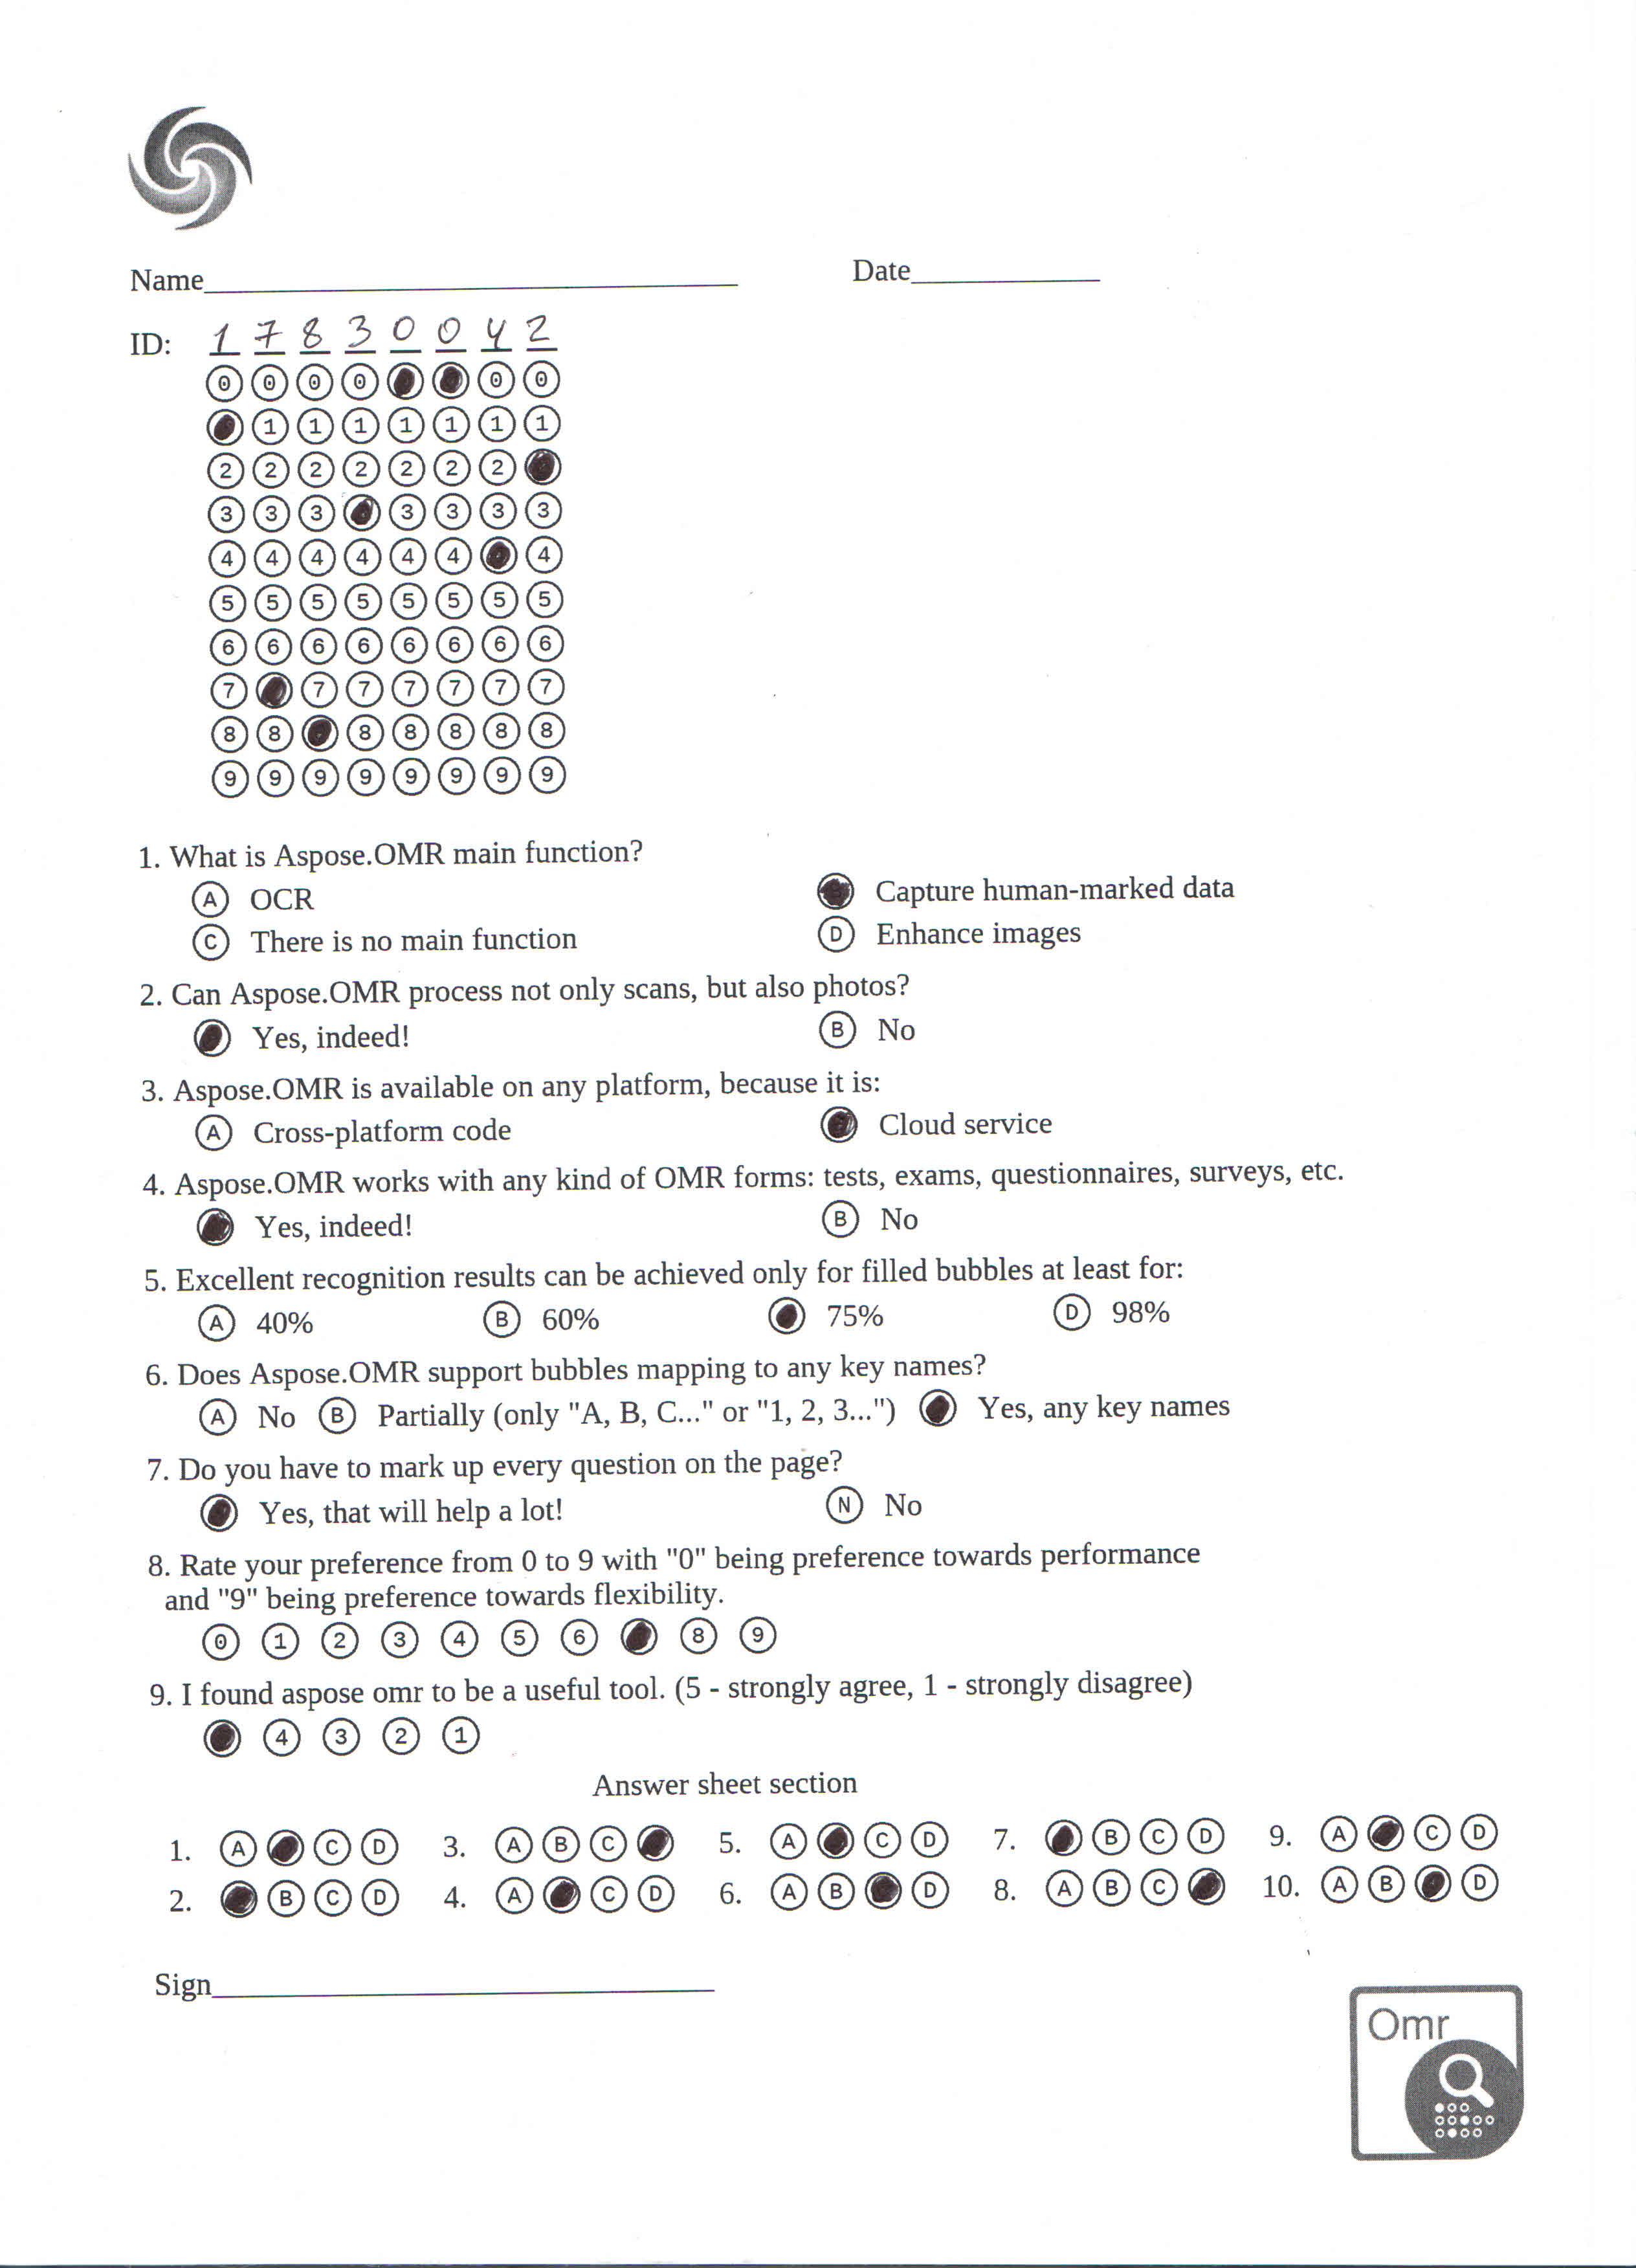 Name Date
ID: 1 7 8 3 0 0 4 2
0 0 0 0 0 0
1 1 1 1 1 1 1
2 2 2 2 2 2 2
3 3 3 3 3 3 3
4 4 4 4 4 4 4
5 5 5 5 5 5 5 5
6 6 6 6 6 6 6 6
7 7 7 7 7 7 7
8 8 8 8 8 8 8
9 9 9 9 9 9 9 9
1. What is Aspose.OMR main function?
A OCR Capture human-marked data
C There is no main function D Enhance images
2. Can Aspose.OMR process not only scans, but also photos?
Yes, indeed! B No
3. Aspose.OMR is available on any platform, because it is:
A Cross-platform code Cloud service
4. Aspose.OMR works with any kind of OMR forms: tests, exams, questionnaires, surveys, etc.
Yes, indeed! B No
5. Excellent recognition results can be achieved only for filled bubbles at least for:
A 40% B 60% 75% D 98%
6. Does Aspose.OMR support bubbles mapping to any key names?
A No B Partially (only "A, B, C..." or "1, 2, 3...") Yes, any key names
7. Do you have to mark up every question on the page?
Yes, that will help a lot! N No
8. Rate your preference from 0 to 9 with "0" being preference towards performance
and "9" being preference towards flexibility.
0 1 2 3 4 5 6 8 9
9. I found aspose omr to be a useful tool. (5 - strongly agree, 1 - strongly disagree)
4 3 2 1
Answer sheet section
1. A C D 3. A B C 5. A C D 7. B C D 9. A C D
2. B C D 4. A C D 6. A B D 8. A B C 10. A B D
Sign
Omr